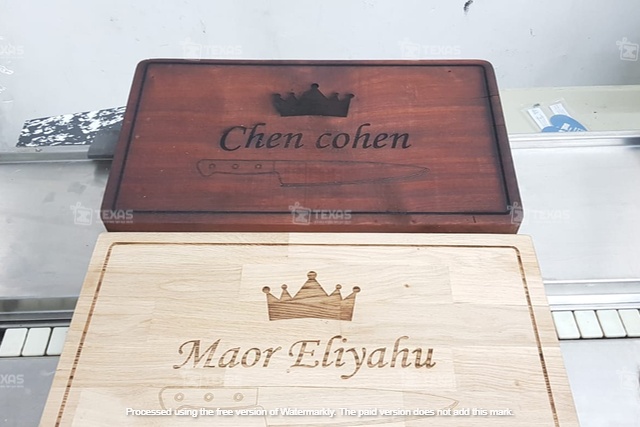 Chen cohen
TEXAS
Maor Eliyahu
Processed using the free version of Watermarkly. The paid version does not add this mark.